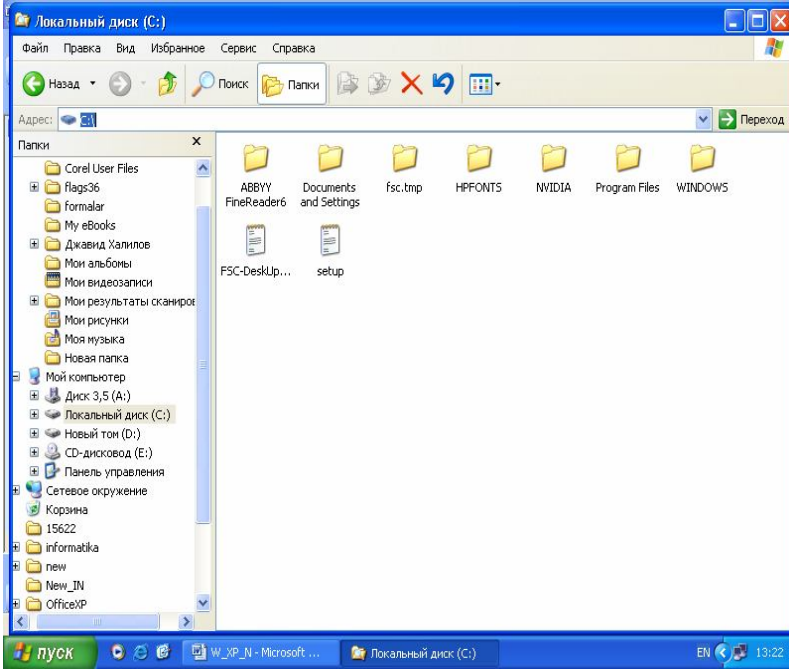 Локальный диск (C:)
Файл Правка Вид Избранное Сервис Справка
Назад Поиск Папки
Адрес: C:\ Переход
Папки x
Corel User Files
flags36
formalar
My eBooks
Джавид Халилов
Мои альбомы
Мои видеозаписи
Мои результаты сканиров
Мои рисунки
Моя музыка
Новая папка
Мой компьютер
Диск 3,5 (A:)
Локальный диск (C:)
Новый том (D:)
CD-дисковод (E:)
Панель управления
Сетевое окружение
Корзина
15622
informatika
new
New_IN
OfficeXP
ABBYY FineReader6
Documents and Settings
fsc.tmp
HPFONTS
NVIDIA
Program Files
WINDOWS
FSC-DeskUp...
setup
пуск W_XP_N - Microsoft ... Локальный диск (C:) EN 13:22